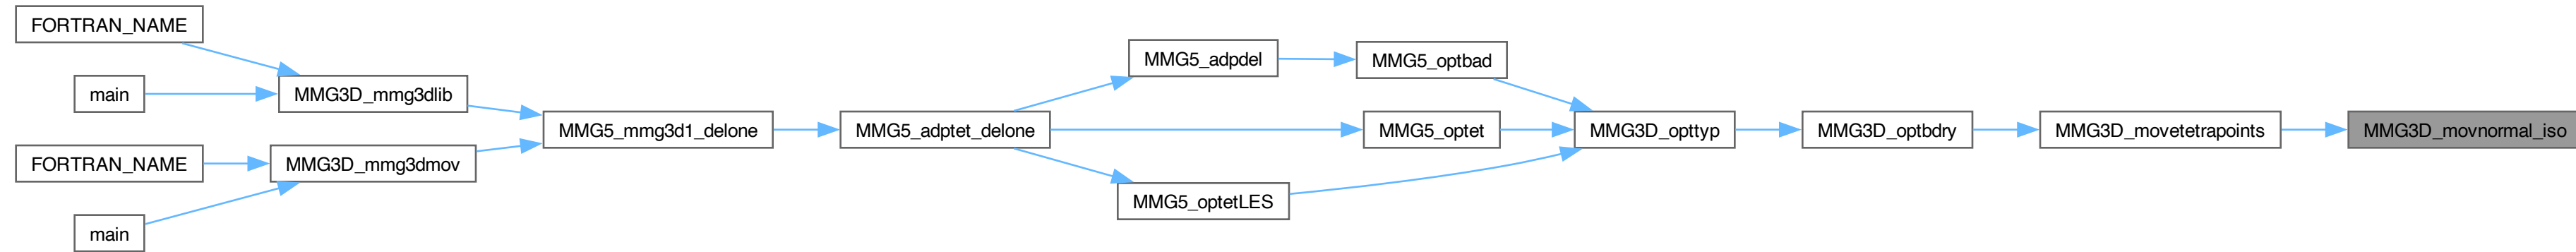 FORTRAN_NAME
main
MMG3D_mmg3dlib
FORTRAN_NAME
main
MMG3D_mmg3dmov
MMG5_mmg3d1_delone
MMG5_adptet_delone
MMG5_adpdel
MMG5_optbad
MMG5_optet
MMG5_optetLES
MMG3D_opttyp
MMG3D_optbdry
MMG3D_movetetrapoints
MMG3D_movnormal_iso